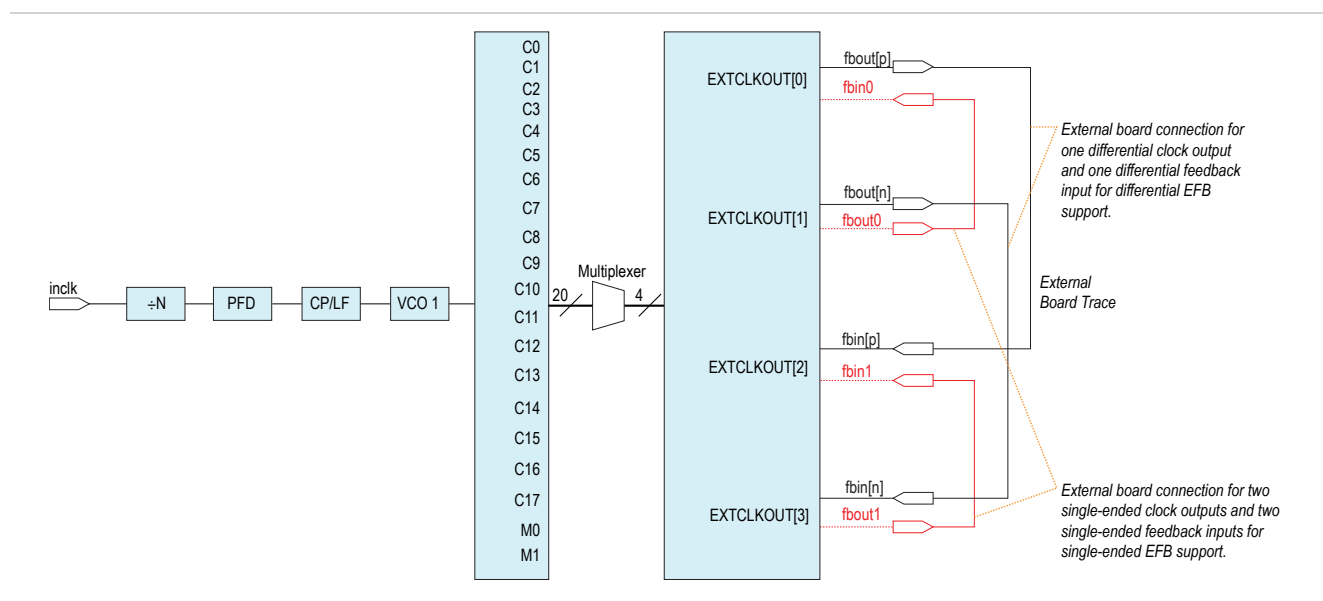 inclk
÷N
PFD
CP/LF
VCO 1
C0
C1
C2
C3
C4
C5
C6
C7
C8
C9
C10
C11
C12
C13
C14
C15
C16
C17
M0
M1
20
Multiplexer
4
EXTCLKOUT[0]
EXTCLKOUT[1]
EXTCLKOUT[2]
EXTCLKOUT[3]
fbout[p]
fbin0
fbout[n]
fbout0
fbin[p]
fbin1
fbin[n]
fbout1
External board connection for
one differential clock output
and one differential feedback
input for differential EFB
support.
External
Board Trace
External board connection for two
single-ended clock outputs and two
single-ended feedback inputs for
single-ended EFB support.